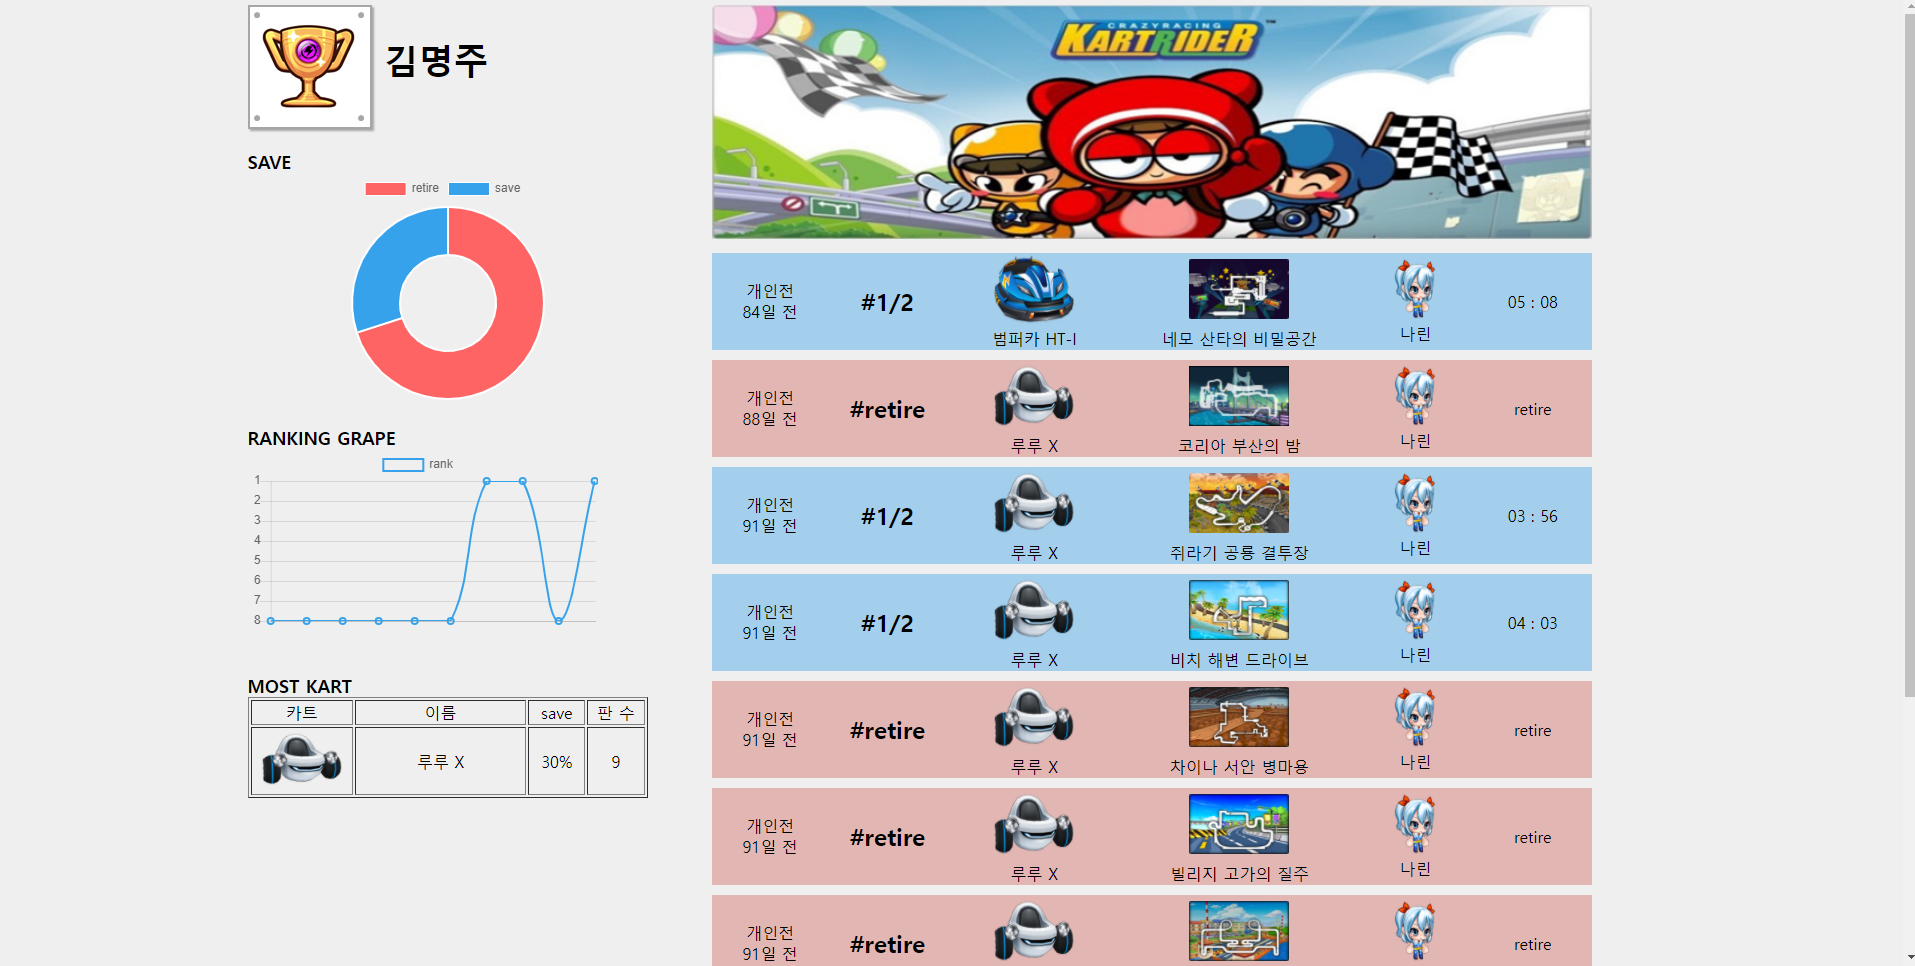 김명주
SAVE
retire save
RANKING GRAPE
rank
1
2
3
4
5
6
7
8
MOST KART
카트 이름 save 판 수
루루 X 30% 9
CRAZYRACING
KARTRIDER™
개인전
84일 전
#1/2
범퍼카 HT-I
네모 산타의 비밀공간
나린
05 : 08
개인전
88일 전
#retire
루루 X
코리아 부산의 밤
나린
retire
개인전
91일 전
#1/2
루루 X
쥐라기 공룡 결투장
나린
03 : 56
개인전
91일 전
#1/2
루루 X
비치 해변 드라이브
나린
04 : 03
개인전
91일 전
#retire
루루 X
차이나 서안 병마용
나린
retire
개인전
91일 전
#retire
루루 X
빌리지 고가의 질주
나린
retire
개인전
91일 전
#retire
retire